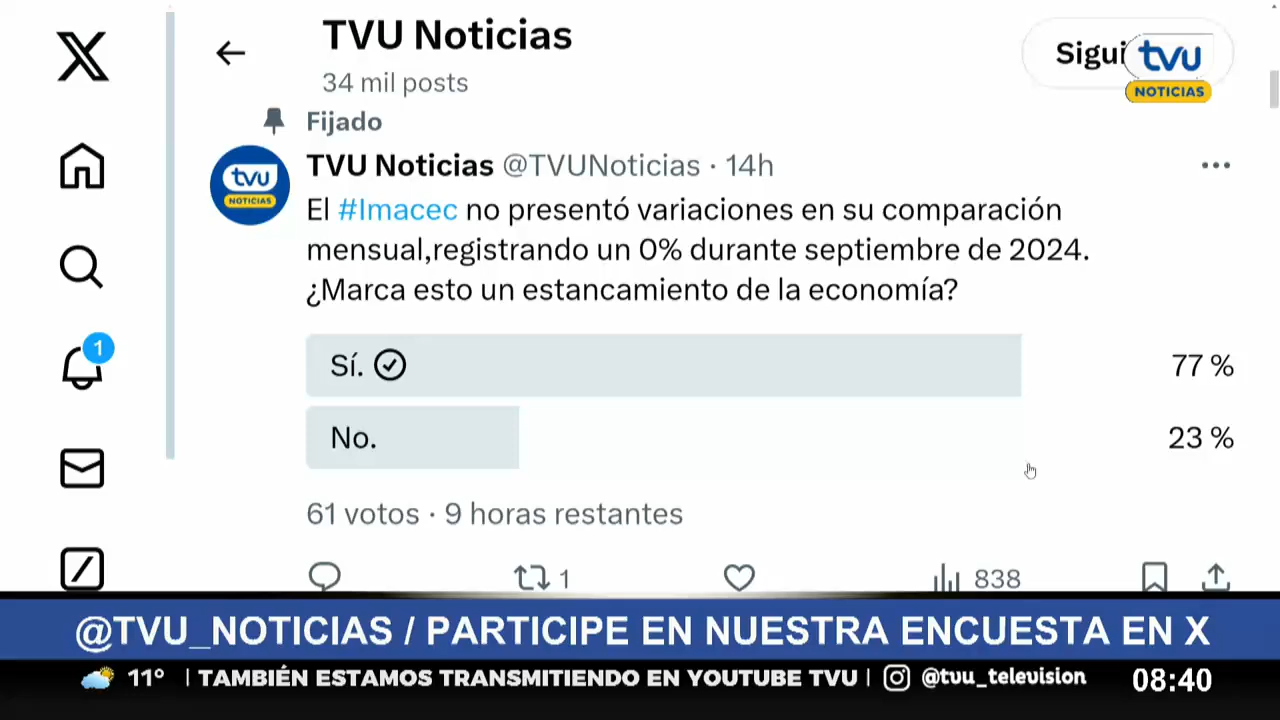 TVU Noticias
34 mil posts
Sigui
tvu
NOTICIAS
Fijado
TVU Noticias @TVUNoticias · 14h
tvu
NOTICIAS
El #Imacec no presentó variaciones en su comparación
mensual,registrando un 0% durante septiembre de 2024.
¿Marca esto un estancamiento de la economía?
1
Sí. 77 %
No. 23 %
61 votos · 9 horas restantes
1 838
@TVU_NOTICIAS / PARTICIPE EN NUESTRA ENCUESTA EN X
11° | TAMBIÉN ESTAMOS TRANSMITIENDO EN YOUTUBE TVU | @tvu_television 08:40